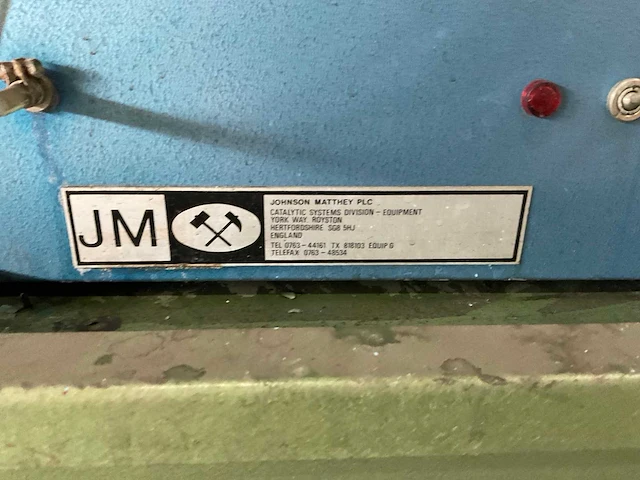 JM
JOHNSON MATTHEY PLC
CATALYTIC SYSTEMS DIVISION - EQUIPMENT
YORK WAY. ROYSTON
HERTFORDSHIRE SG8 5HJ
ENGLAND
TEL 0763-44161 TX 818103 EQUIP G
TELEFAX 0763-48534